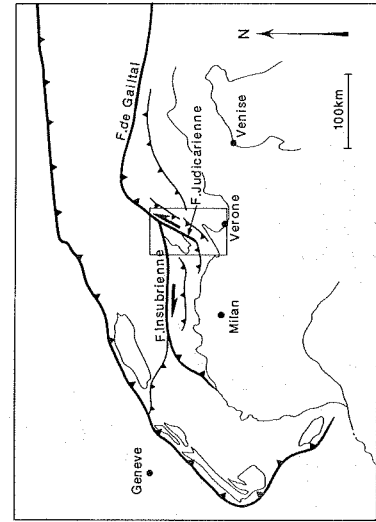 N
F. de Gailtal
Venise
100km
F. Judicarienne
Verone
F. Insubrienne
Milan
Geneve